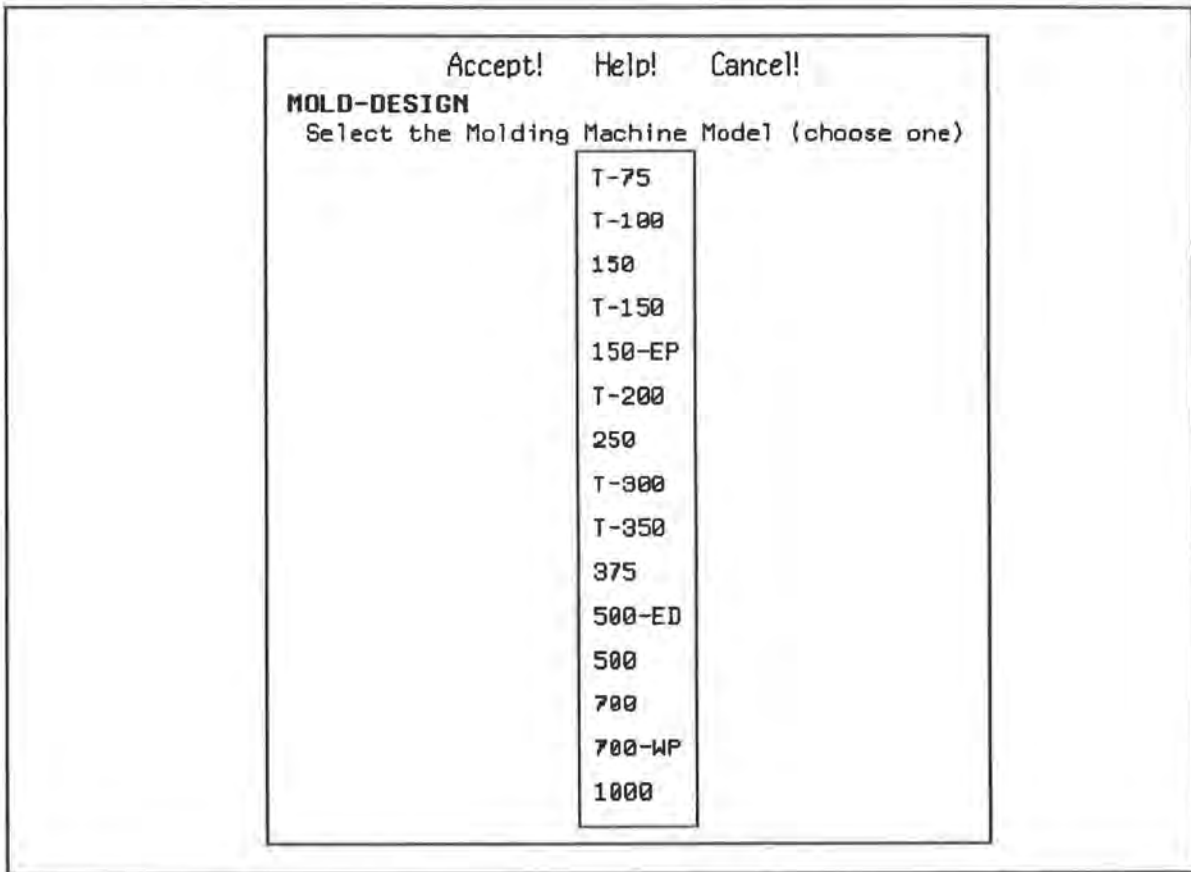 Accept! Help! Cancel!
MOLD-DESIGN
Select the Molding Machine Model (choose one)
T-75
T-100
150
T-150
150-EP
T-200
250
T-300
T-350
375
500-ED
500
700
700-WP
1000